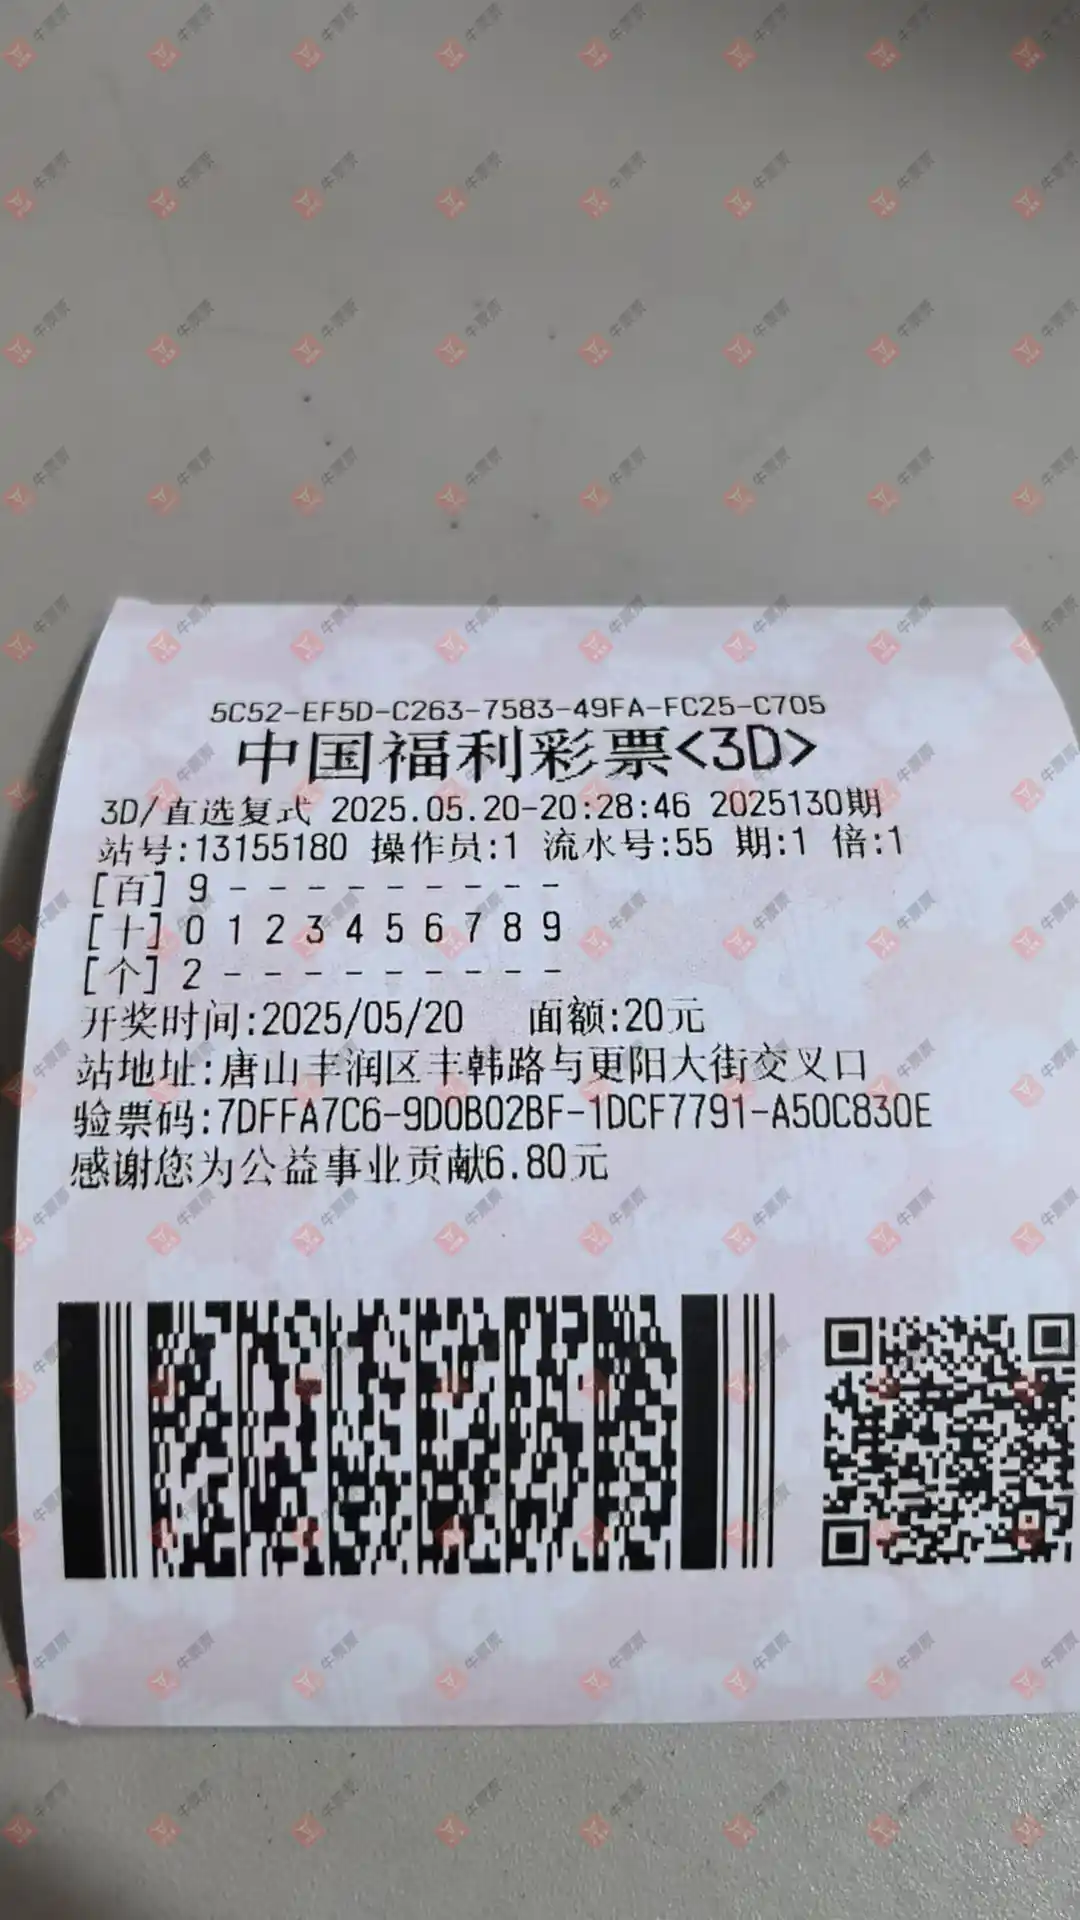 5C52-EF5D-C263-7583-49FA-FC25-C705
中国福利彩票<3D>
3D/直选复式 2025.05.20-20:28:46 2025130期
站号:13155180 操作员:1 流水号:55 期:1 倍:1
[百] 9 - - - - - - - - -
[十] 0 1 2 3 4 5 6 7 8 9
[个] 2 - - - - - - - - -
开奖时间:2025/05/20 面额:20元
站地址:唐山丰润区丰韩路与更阳大街交叉口
验票码:7DFFA7C6-9D0B02BF-1DCF7791-A50C830E
感谢您为公益事业贡献6.80元